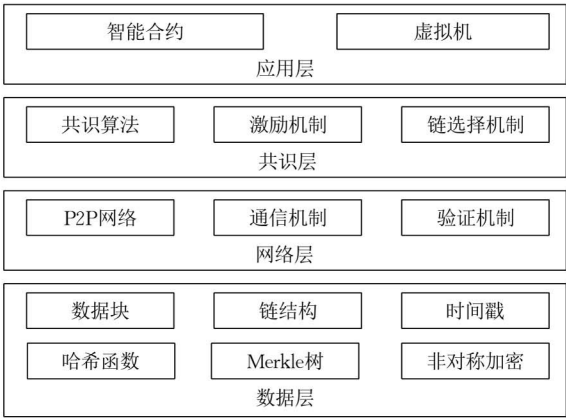 智能合约 虚拟机
应用层
共识算法 激励机制 链选择机制
共识层
P2P网络 通信机制 验证机制
网络层
数据块 链结构 时间戳
哈希函数 Merkle树 非对称加密
数据层